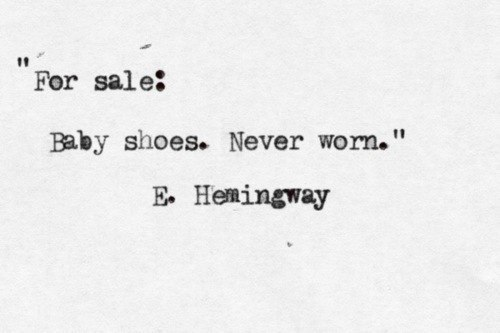 "For sale:
Baby shoes. Never worn."
E. Hemingway